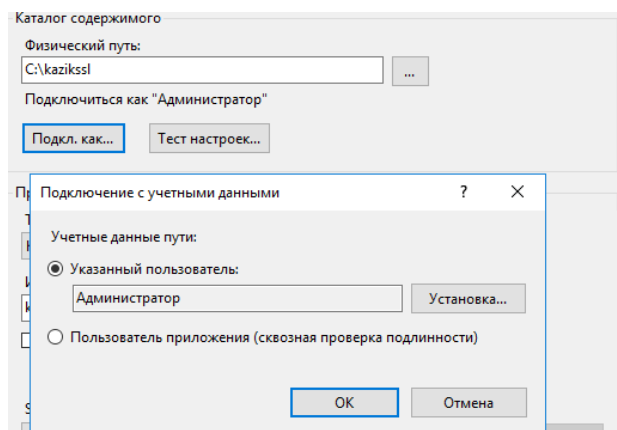 Каталог содержимого
Физический путь:
C:\kazikssl
...
Подключиться как "Администратор"
Подкл. как...
Тест настроек...
Подключение с учетными данными
?
Учетные данные пути:
Указанный пользователь:
Администратор
Установка...
Пользователь приложения (сквозная проверка подлинности)
ОК
Отмена